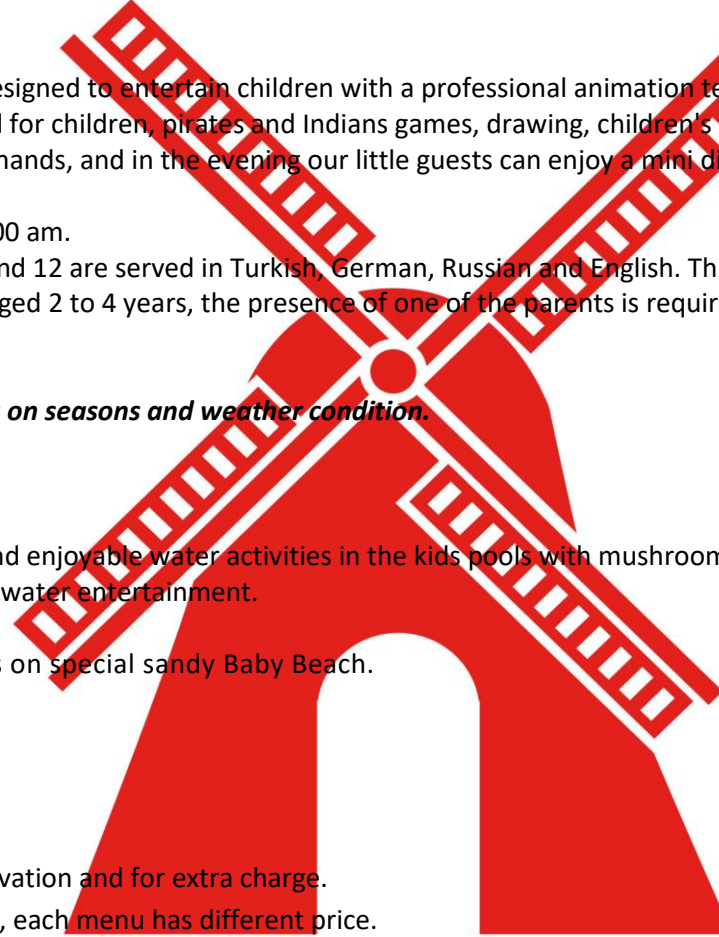 esigned to entertain children with a professional animation te
for children, pirates and Indians games, drawing, children's
hands, and in the evening our little guests can enjoy a mini di
00 am.
nd 12 are served in Turkish, German, Russian and English. Th
ged 2 to 4 years, the presence of one of the parents is requir
on seasons and weather condition.
nd enjoyable water activities in the kids pools with mushroom
water entertainment.
s on special sandy Baby Beach.
vation and for extra charge.
, each menu has different price.